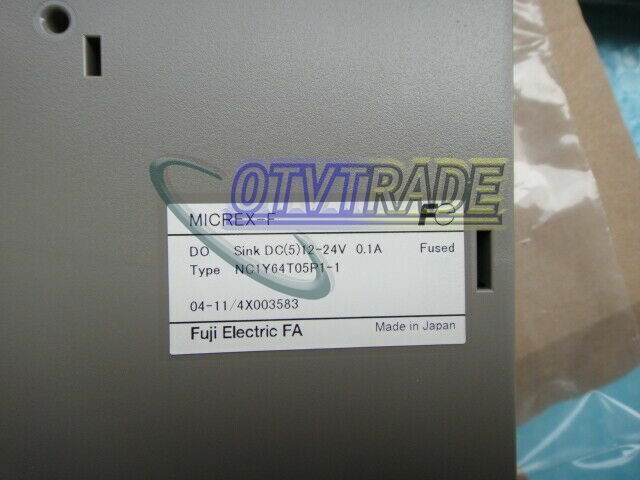 OTVTRADE
MICREX-F Fe
DO Sink DC(5)12-24V 0.1A Fused
Type NC1Y64T05P1-1
04-11/4X003583
Fuji Electric FA Made in Japan